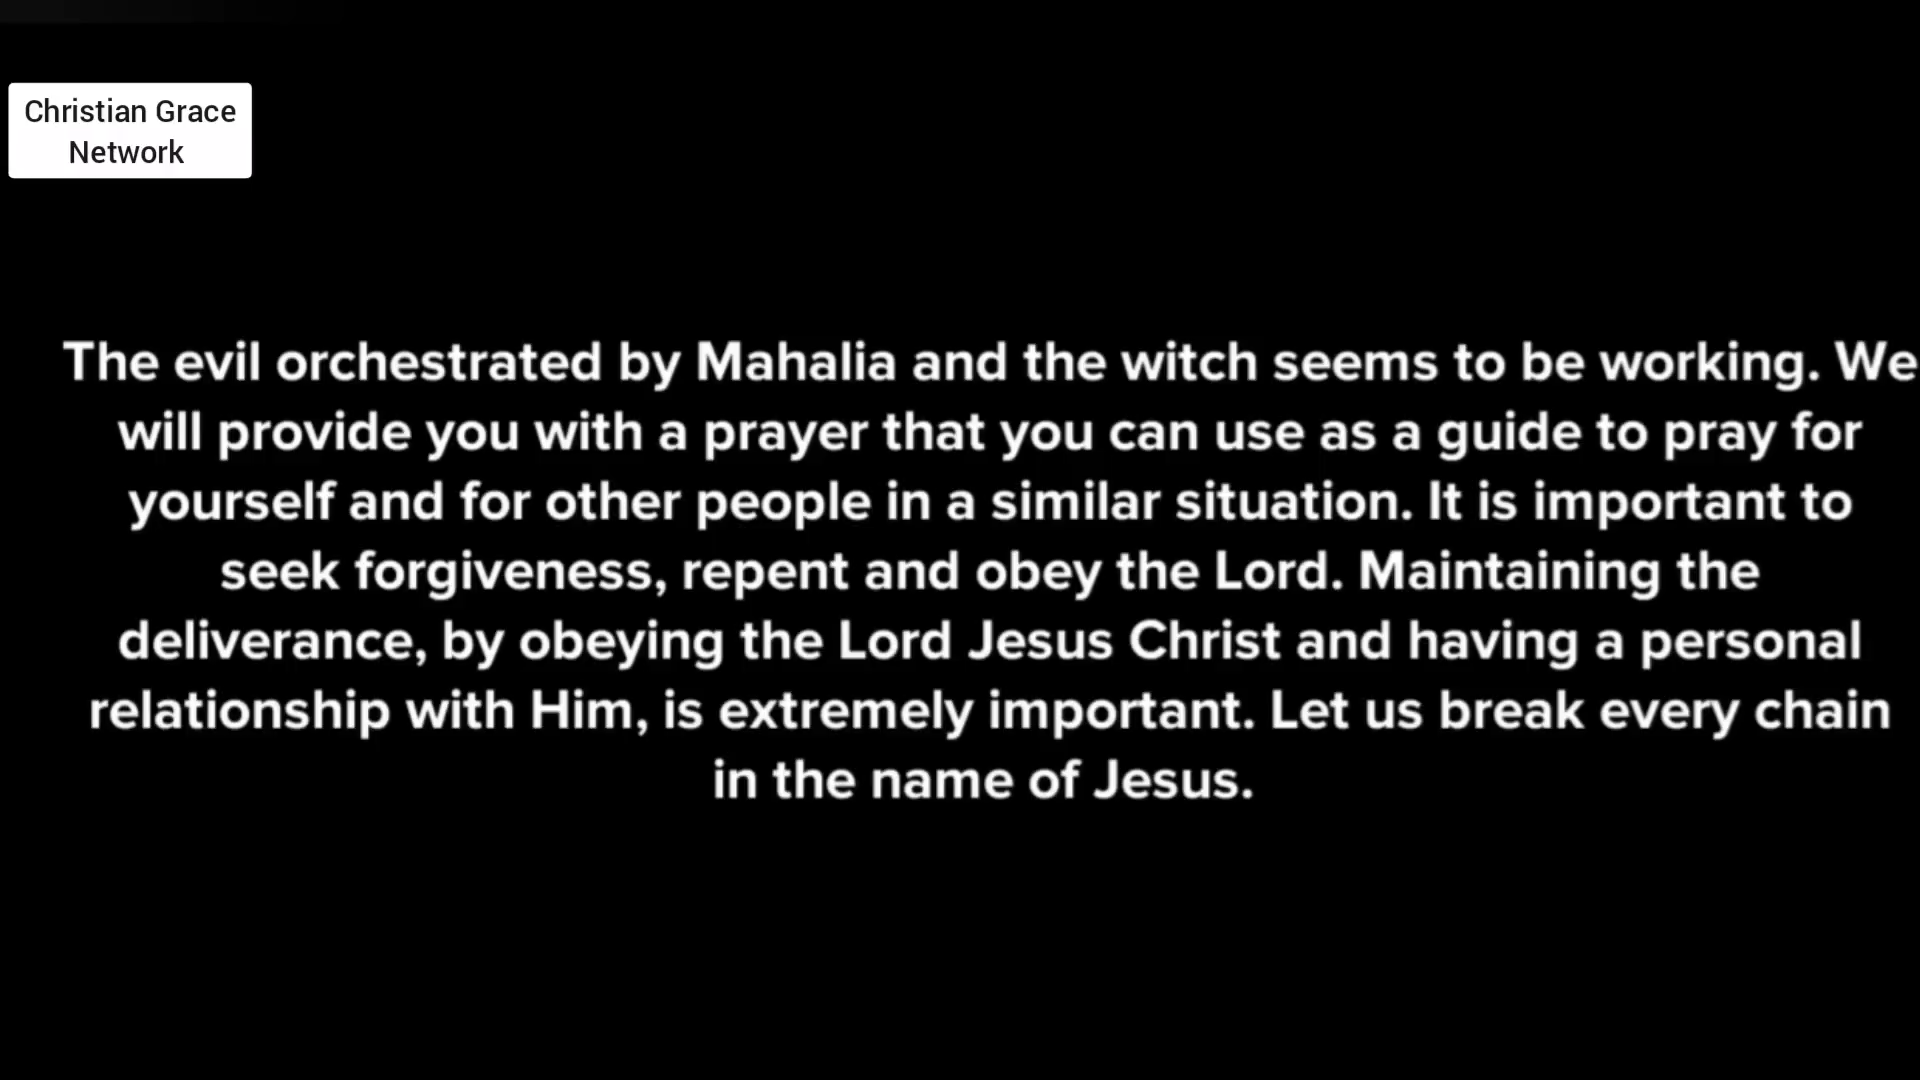 Christian Grace
Network
The evil orchestrated by Mahalia and the witch seems to be working. We
will provide you with a prayer that you can use as a guide to pray for
yourself and for other people in a similar situation. It is important to
seek forgiveness, repent and obey the Lord. Maintaining the
deliverance, by obeying the Lord Jesus Christ and having a personal
relationship with Him, is extremely important. Let us break every chain
in the name of Jesus.